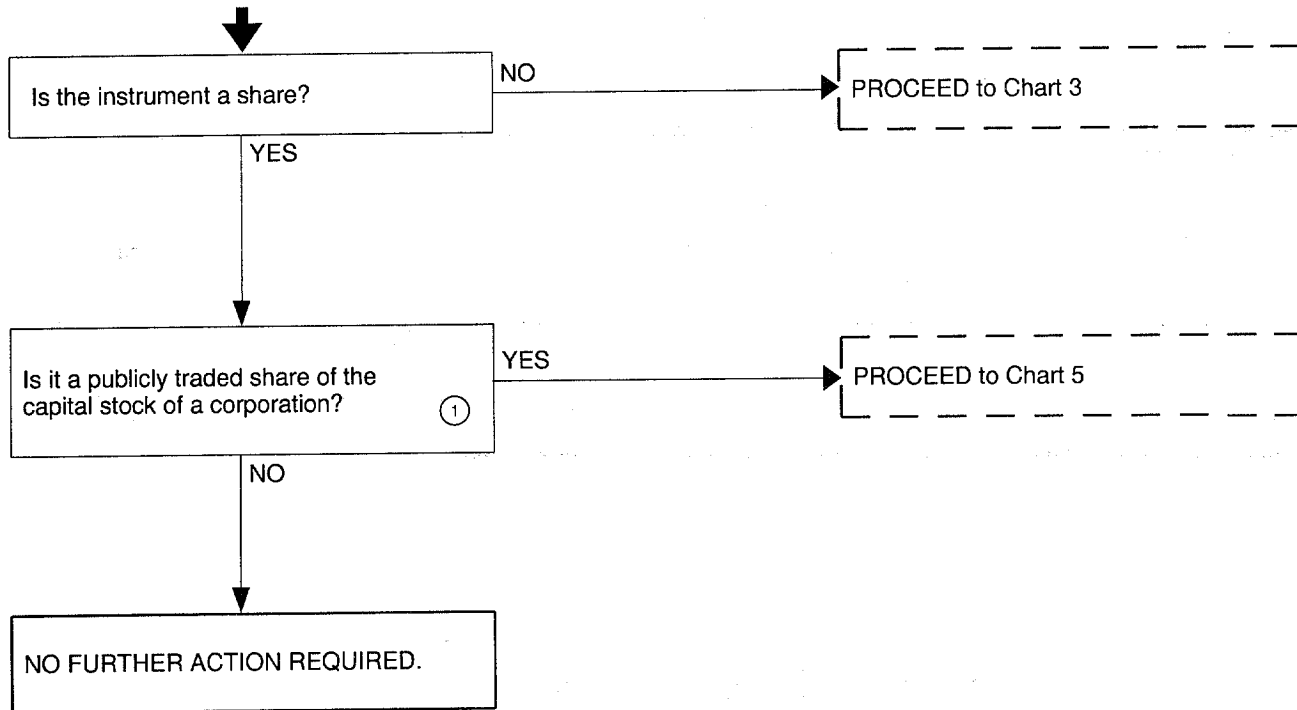 Is the instrument a share?
NO
PROCEED to Chart 3
YES
Is it a publicly traded share of the
capital stock of a corporation?
1
YES
PROCEED to Chart 5
NO
NO FURTHER ACTION REQUIRED.